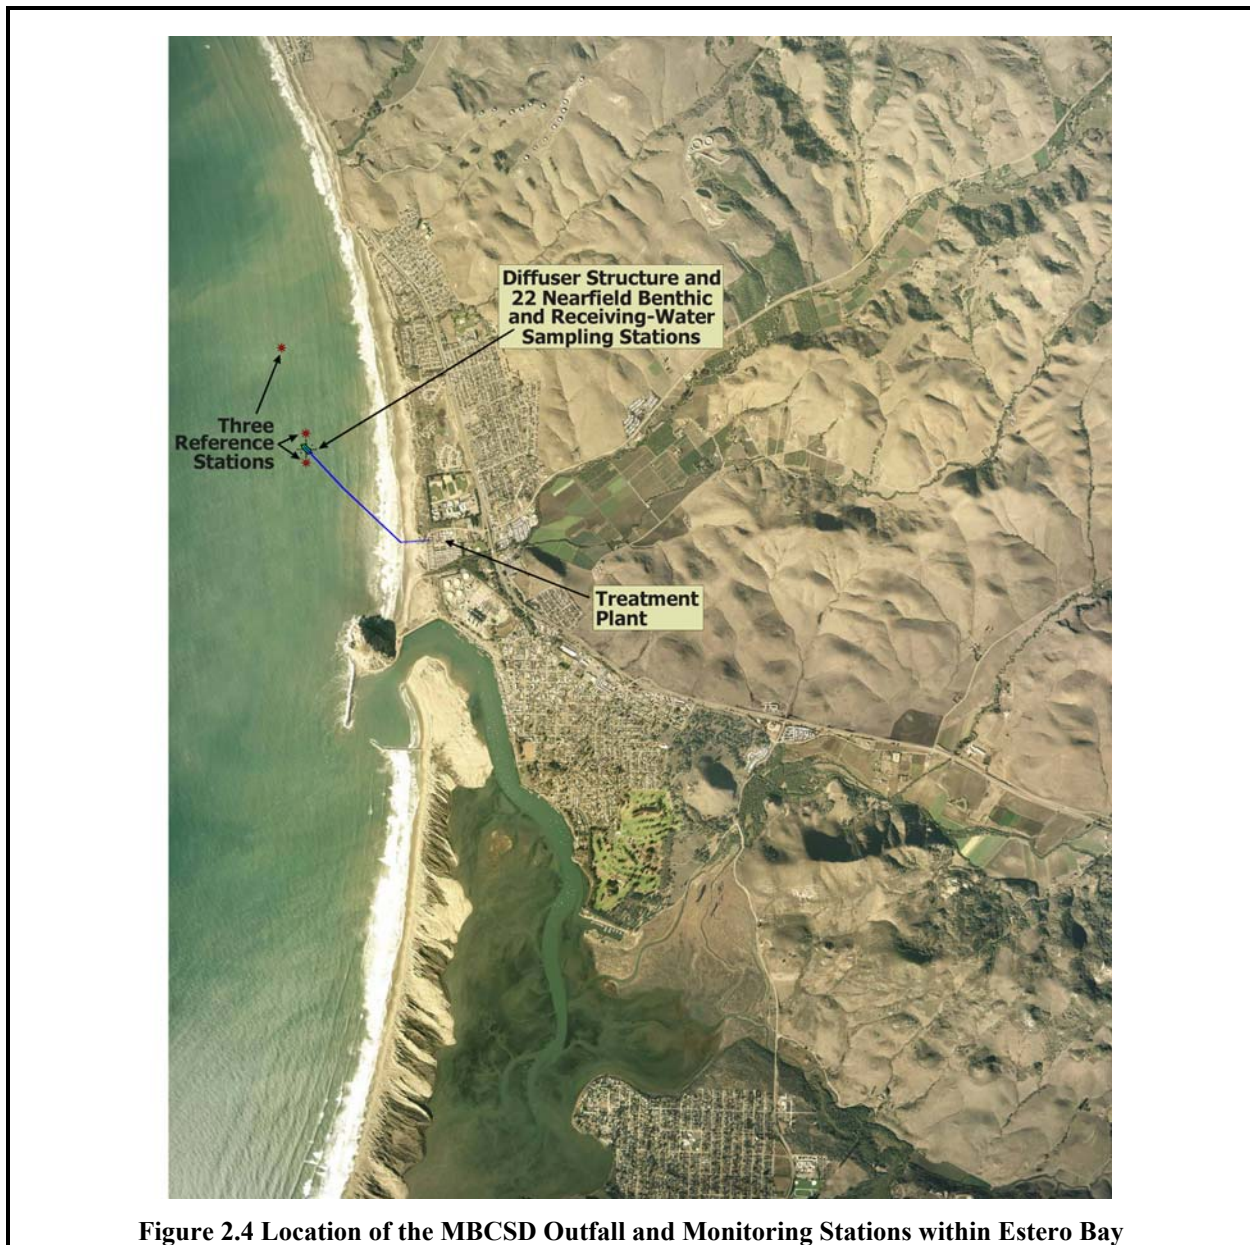 Diffuser Structure and
22 Nearfield Benthic
and Receiving-Water
Sampling Stations
Three
Reference
Stations
Treatment
Plant
Figure 2.4 Location of the MBCSD Outfall and Monitoring Stations within Estero Bay